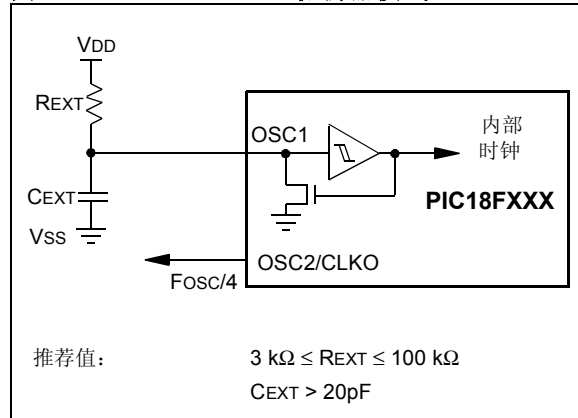 VDD
REXT
OSC1
内部
时钟
CEXT
PIC18FXXX
VSS
OSC2/CLKO
FOSC/4
推荐值: 3 kΩ ≤ REXT ≤ 100 kΩ
CEXT > 20pF